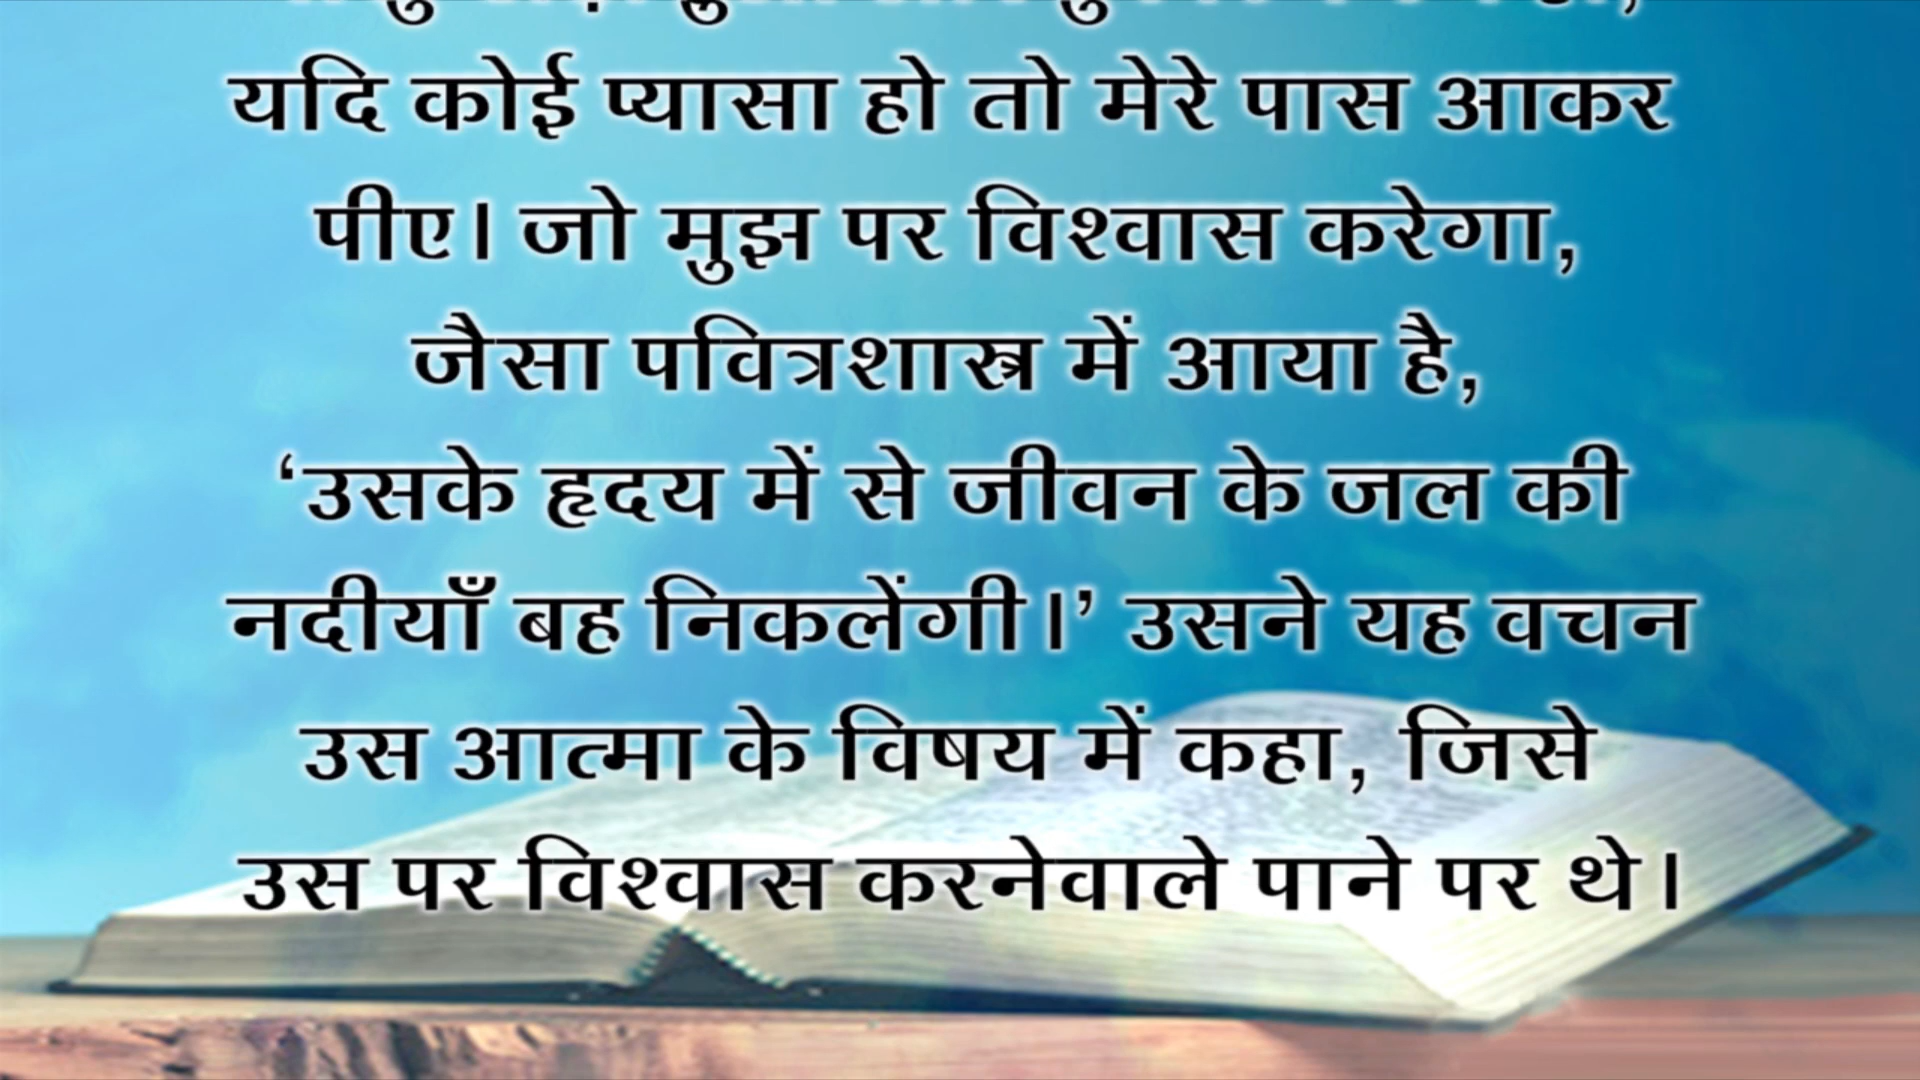 यदि कोई प्यासा हो तो मेरे पास आकर
पीए। जो मुझ पर विश्वास करेगा,
जैसा पवित्रशास्त्र में आया है,
‘उसके हृदय में से जीवन के जल की
नदीयाँ बह निकलेंगी।’ उसने यह वचन
उस आत्मा के विषय में कहा, जिसे
उस पर विश्वास करनेवाले पाने पर थे।